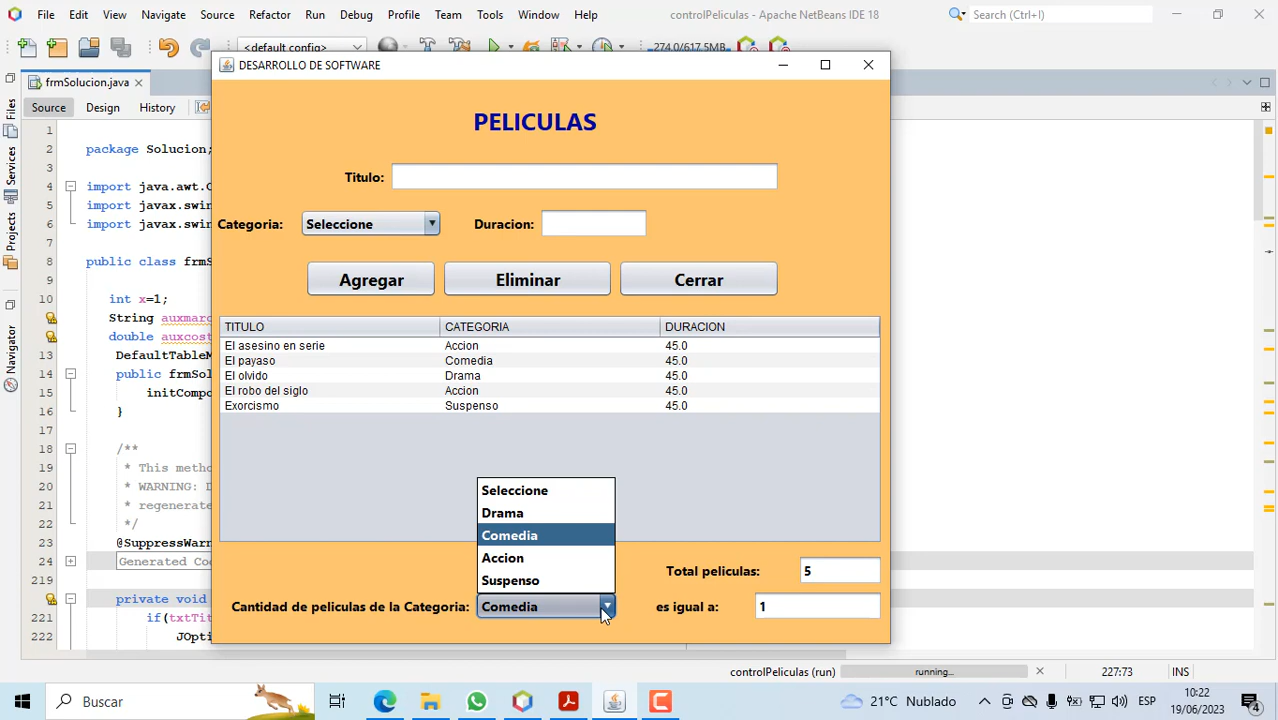 File Edit View Navigate Source Refactor Run Debug Profile Team Tools Window Help controlPeliculas - Apache NetBeans IDE 18 Search (Ctrl+I)
<default config> 274.0/617.5MB
frmSolucion.java
DESARROLLO DE SOFTWARE
Source Design History
Files
Services
Projects
Navigator
PELICULAS
Titulo:
Categoria: Seleccione Duracion:
Agregar Eliminar Cerrar
TITULO CATEGORIA DURACION
El asesino en serie Accion 45.0
El payaso Comedia 45.0
El olvido Drama 45.0
El robo del siglo Accion 45.0
Exorcismo Suspenso 45.0
Seleccione
Drama
Comedia
Accion
Suspenso
Total peliculas: 5
Cantidad de peliculas de la Categoria: Comedia es igual a: 1
1
2 package Solucion;
3
4 import java.awt.
5 import javax.swin
6 import javax.swin
7
8 public class frmS
9
10 int x=1;
String auxmarc
double auxcost
13 DefaultTableM
14 public frmSol
15 initCompo
16 }
17
18 /**
19 * This metho
20 * WARNING: D
21 * regenerate
22 */
23 @SuppressWarn
24 Generated Co
219
private void
221 if(txtTit
222 JOpti
controlPeliculas (run) running... 227:73 INS
Buscar 21°C Nublado ESP 10:22
19/06/2023 4